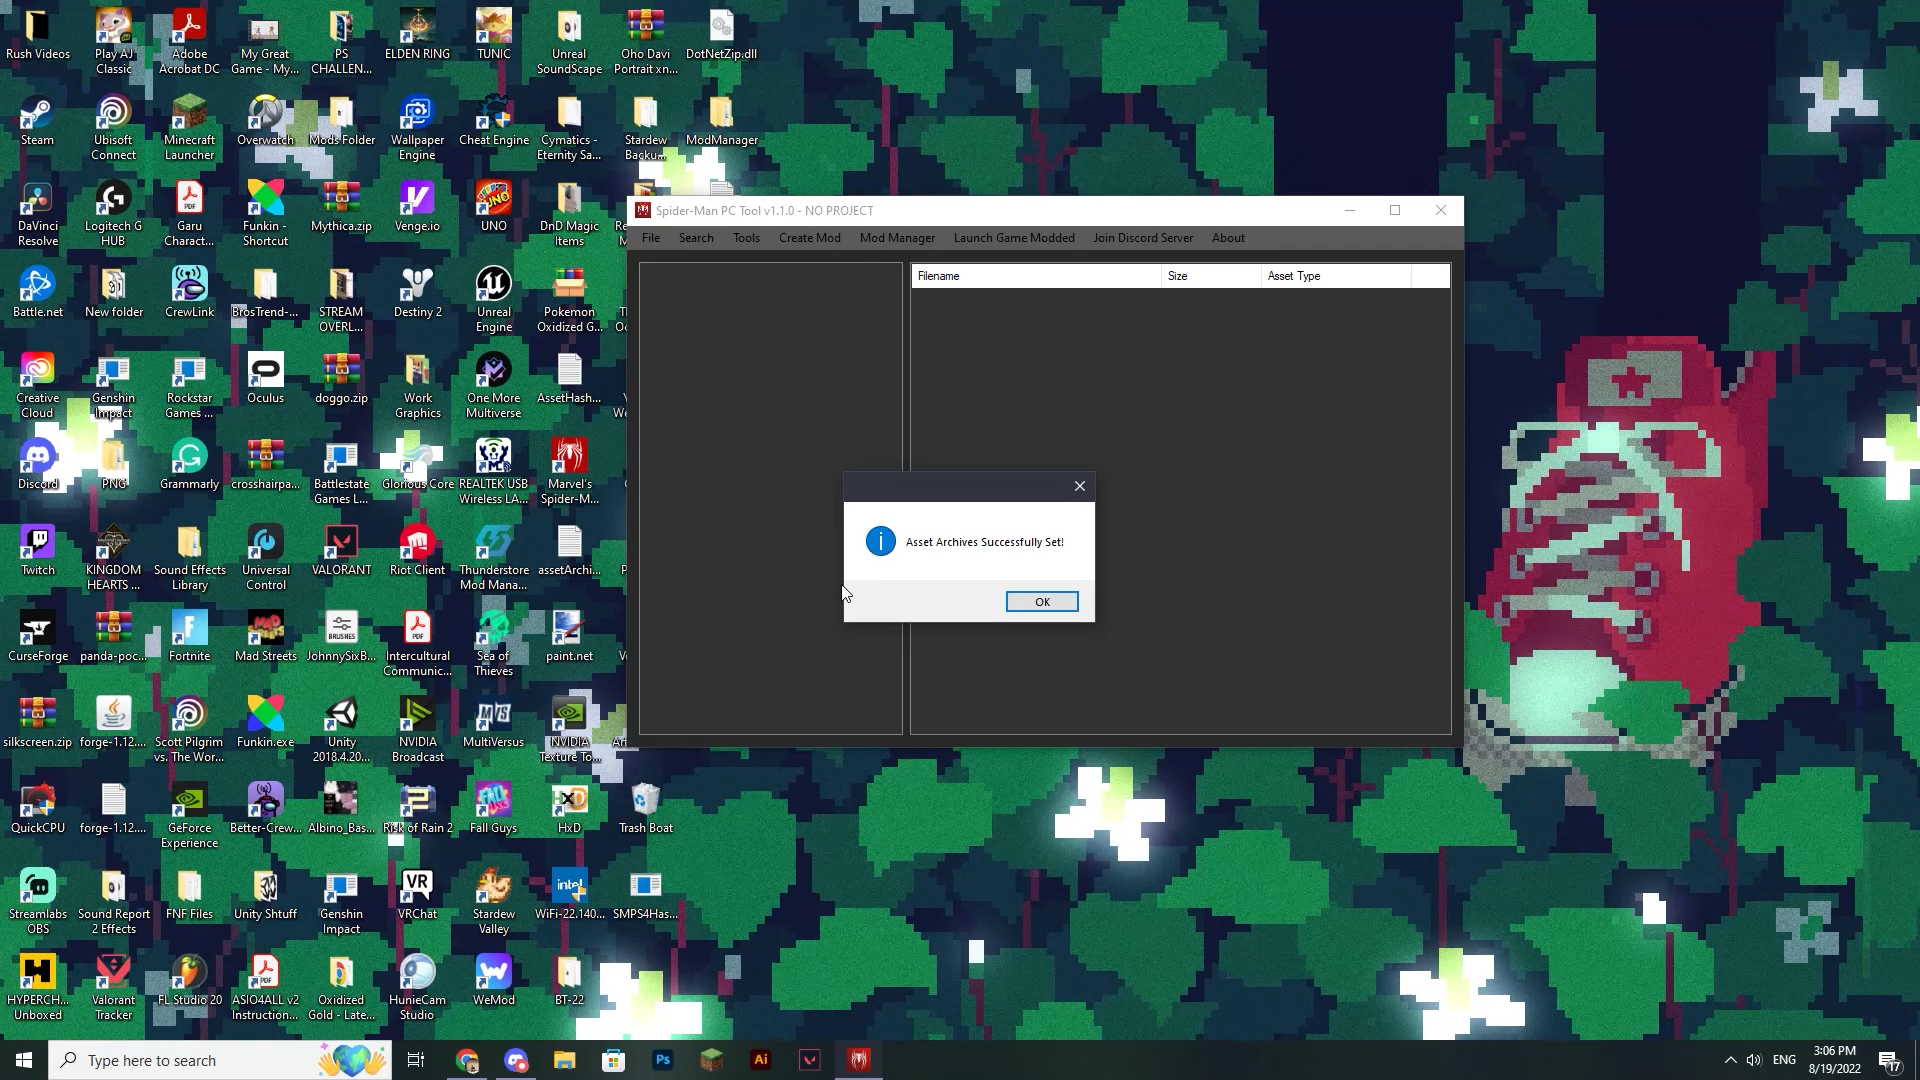 Rush Videos
Play AJ
Classic
Adobe
Acrobat DC
My Great
Game - My...
PS
CHALLEN...
ELDEN RING
TUNIC
Unreal
SoundScape
Oho Davi
Portrait xn...
DotNetZip.dll
Steam
Ubisoft
Connect
Minecraft
Launcher
Overwatch
Mods Folder
Wallpaper
Engine
Cheat Engine
Cymatics -
Eternity Sa...
Stardew
Backu...
ModManager
DaVinci
Resolve
Logitech G
HUB
Garu
Charact...
Funkin -
Shortcut
Mythica.zip
Venge.io
UNO
DnD Magic
Items
Battle.net
New folder
CrewLink
BrosTrend-...
STREAM
OVERL...
Destiny 2
Unreal
Engine
Pokemon
Oxidized G...
Creative
Cloud
Genshin
Impact
Rockstar
Games ...
Oculus
doggo.zip
Work
Graphics
One More
Multiverse
AssetHash...
Discord
PNG
Grammarly
crosshairpa...
Battlestate
Games L...
Glorious Core
REALTEK USB
Wireless LA...
Marvel's
Spider-M...
Twitch
KINGDOM
HEARTS ...
Sound Effects
Library
Universal
Control
VALORANT
Riot Client
Thunderstore
Mod Mana...
assetArchi...
CurseForge
panda-poc...
Fortnite
Mad Streets
BRUSHES
JohnnySixB...
Intercultural
Communic...
Sea of
Thieves
paint.net
silkscreen.zip
forge-1.12....
Scott Pilgrim
vs. The Wor...
Funkin.exe
Unity
2018.4.20...
NVIDIA
Broadcast
MultiVersus
NVIDIA
Texture To...
QuickCPU
forge-1.12....
GeForce
Experience
Better-Crew...
Albino_Bas...
Risk of Rain 2
Fall Guys
HxD
Trash Boat
Streamlabs
OBS
Sound Report
2 Effects
FNF Files
Unity Shtuff
Genshin
Impact
VRChat
Stardew
Valley
WiFi-22.140...
SMPS4Has...
HYPERCH...
Unboxed
Valorant
Tracker
FL Studio 20
ASIO4ALL v2
Instruction...
Oxidized
Gold - Late...
HunieCam
Studio
WeMod
BT-22
Spider-Man PC Tool v1.1.0 - NO PROJECT
File Search Tools Create Mod Mod Manager Launch Game Modded Join Discord Server About
Filename Size Asset Type
Asset Archives Successfully Set!
OK
Type here to search
ENG
3:06 PM
8/19/2022
17